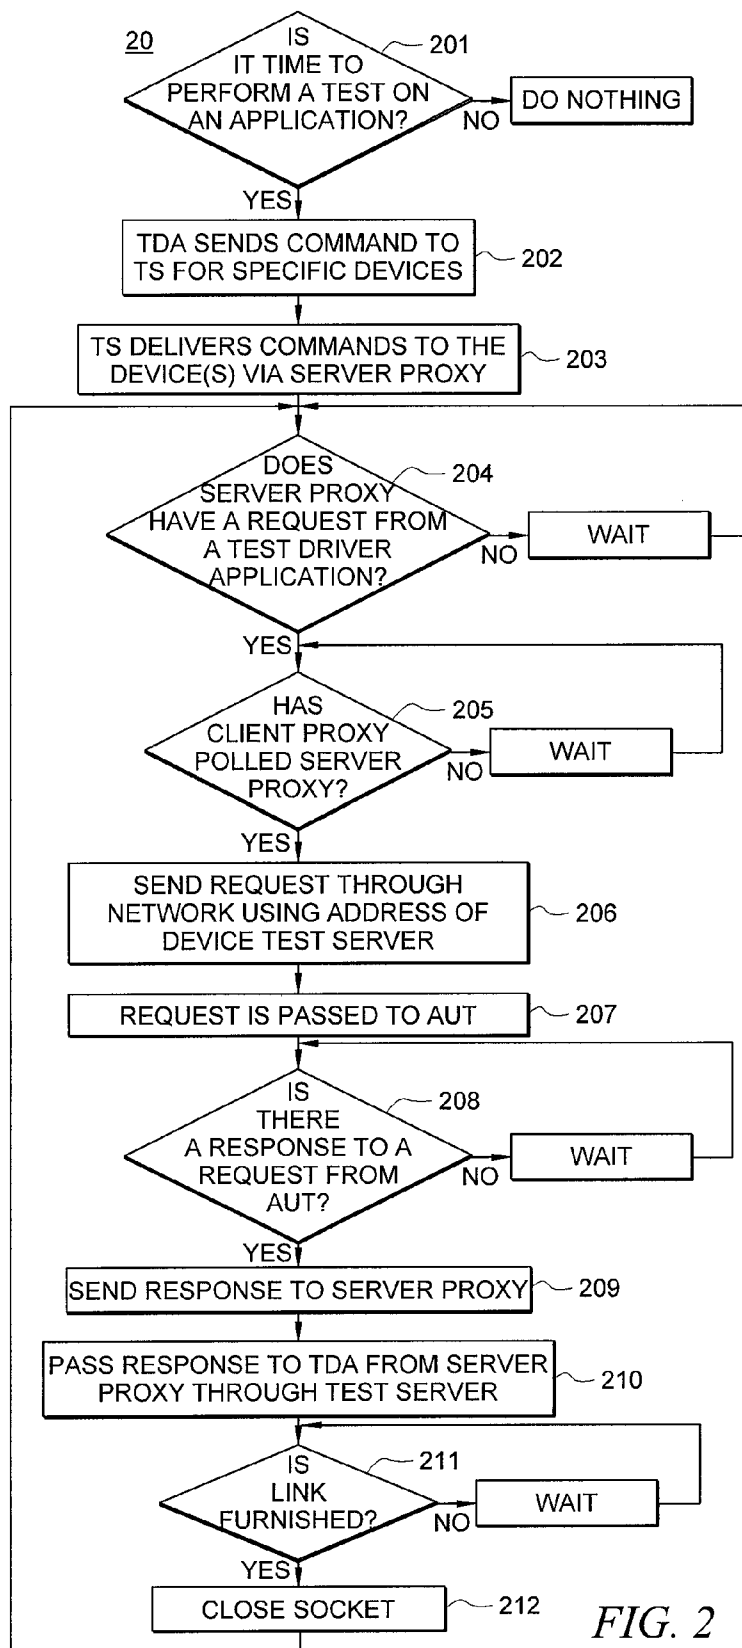 20
IS
IT TIME TO
PERFORM A TEST ON
AN APPLICATION?
201
NO
DO NOTHING
YES
TDA SENDS COMMAND TO
TS FOR SPECIFIC DEVICES
202
TS DELIVERS COMMANDS TO THE
DEVICE(S) VIA SERVER PROXY
203
DOES
SERVER PROXY
HAVE A REQUEST FROM
A TEST DRIVER
APPLICATION?
204
NO
WAIT
YES
HAS
CLIENT PROXY
POLLED SERVER
PROXY?
205
NO
WAIT
YES
SEND REQUEST THROUGH
NETWORK USING ADDRESS OF
DEVICE TEST SERVER
206
REQUEST IS PASSED TO AUT
207
IS
THERE
A RESPONSE TO A
REQUEST FROM
AUT?
208
NO
WAIT
YES
SEND RESPONSE TO SERVER PROXY
209
PASS RESPONSE TO TDA FROM SERVER
PROXY THROUGH TEST SERVER
210
IS
LINK
FURNISHED?
211
NO
WAIT
YES
CLOSE SOCKET
212
FIG. 2